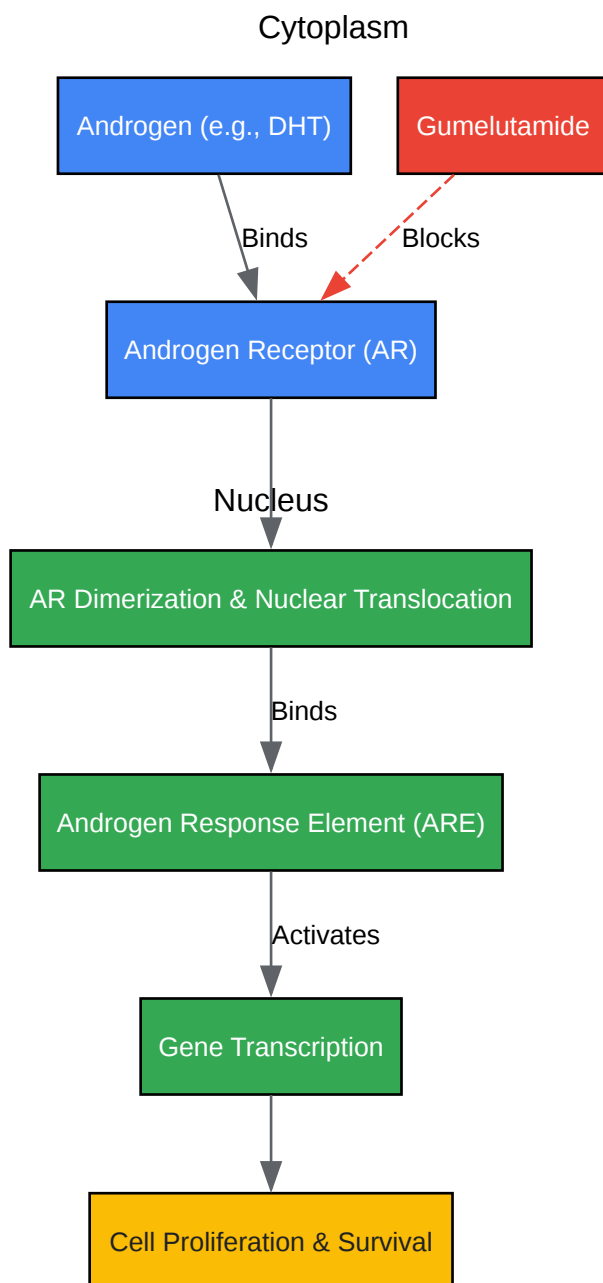 Cytoplasm
Androgen (e.g., DHT)
Gumelutamide
Binds
Blocks
Androgen Receptor (AR)
Nucleus
AR Dimerization & Nuclear Translocation
Binds
Androgen Response Element (ARE)
Activates
Gene Transcription
Cell Proliferation & Survival